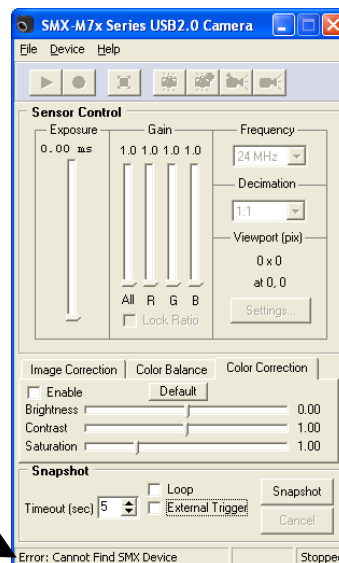 SMX-M7x Series USB2.0 Camera
File Device Help
Sensor Control
Exposure
0.00 ms
Gain
1.0 1.0 1.0 1.0
All R G B
Lock Ratio
Frequency
24 MHz
Decimation
1:1
Viewport (pix)
0 x 0
at 0, 0
Settings...
Image Correction Color Balance Color Correction
Enable Default
Brightness 0.00
Contrast 1.00
Saturation 1.00
Snapshot
Timeout (sec) 5
Loop
External Trigger
Snapshot
Cancel
Error: Cannot Find SMX Device Stopped